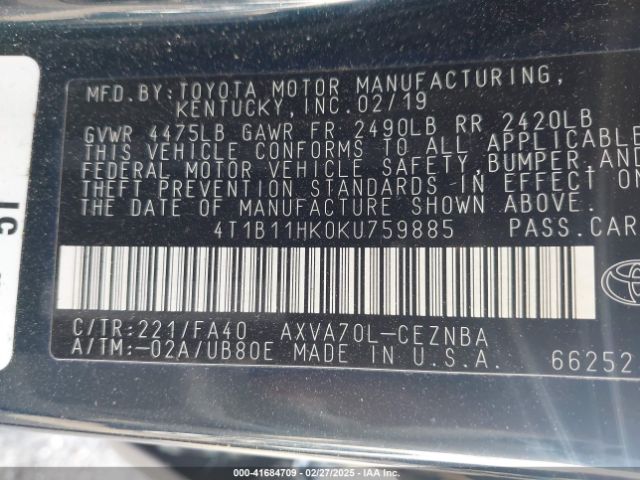 MFD.BY:TOYOTA MOTOR MANUFACTURING,
KENTUCKY,INC.02/19
GVWR 4475LB GAWR FR 2490LB RR 2420LB
THIS VEHICLE CONFORMS TO ALL APPLICABLE
FEDERAL MOTOR VEHICLE SAFETY,BUMPER,AND
THEFT PREVENTION STANDARDS IN EFFECT ON
THE DATE OF MANUFACTURE SHOWN ABOVE.
4T1B11HK0KU759885 PASS.CAR
C/TR:221/FA40 AXVA70L-CEZNBA
A/TM:-02A/UB80E MADE IN U.S.A.
66252
000-41684709 - 02/27/2025 - IAA Inc.